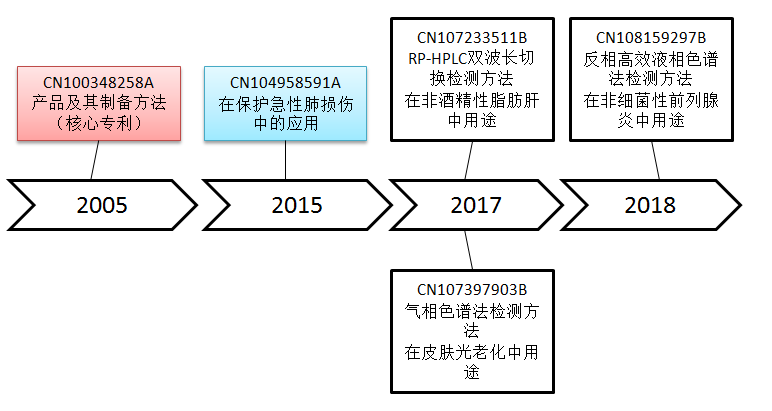 CN100348258A
产品及其制备方法
（核心专利）
CN104958591A
在保护急性肺损伤
中的应用
CN107233511B
RP-HPLC双波长切
换检测方法
在非酒精性脂肪肝
中用途
CN108159297B
反相高效液相色谱
法检测方法
在非细菌性前列腺
炎中用途
2005
2015
2017
2018
CN107397903B
气相色谱法检测方
法
在皮肤光老化中用
途